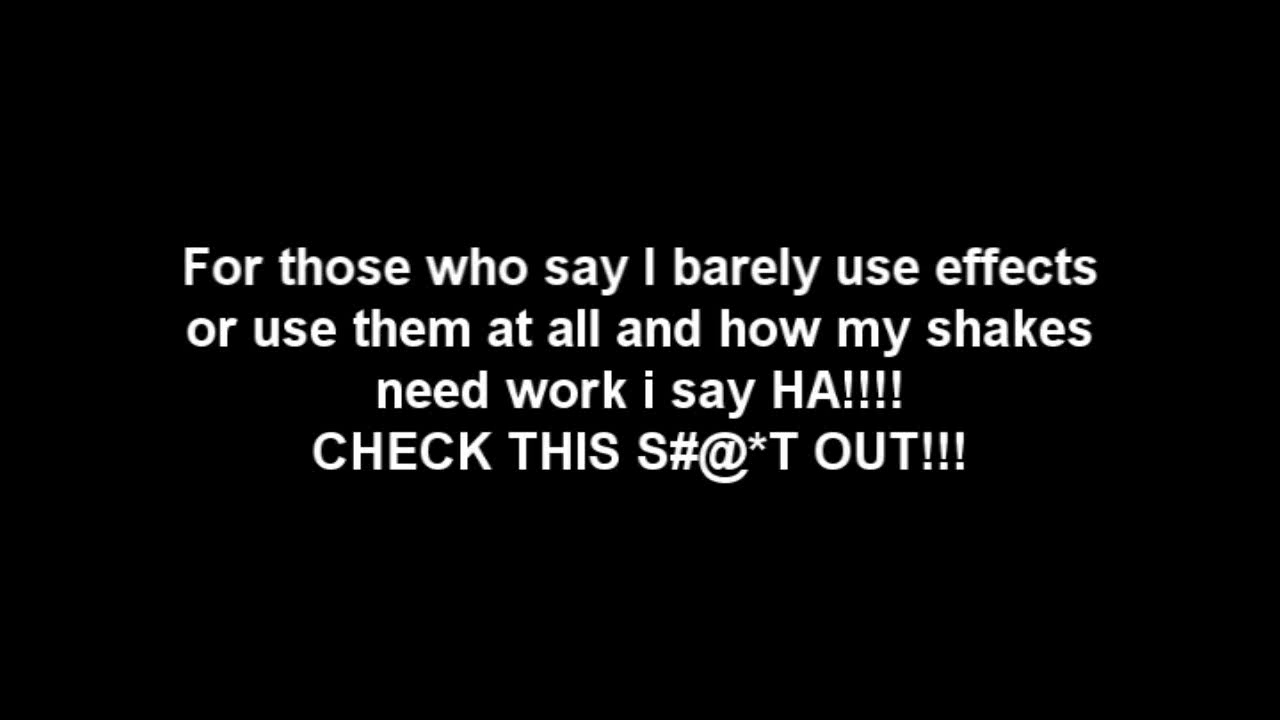 For those who say I barely use effects
or use them at all and how my shakes
need work i say HA!!!!
CHECK THIS S#@*T OUT!!!